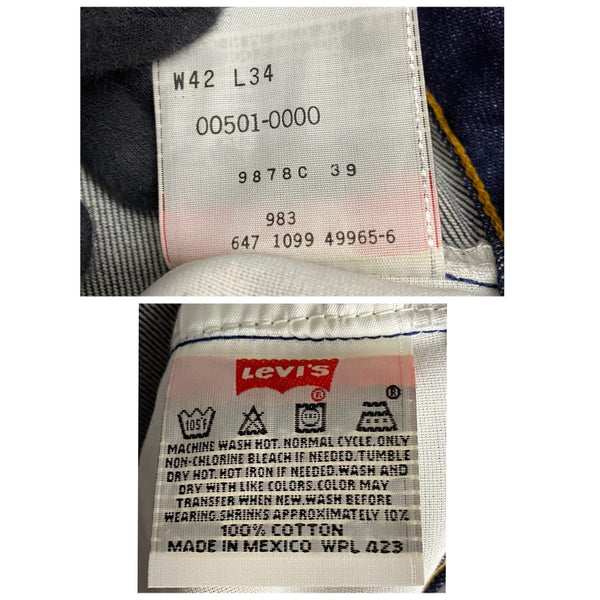 W42 L34
00501-0000
9878C 39
983
647 1099 49965-6
Levi's
105F
MACHINE WASH HOT. NORMAL CYCLE. ONLY
NON-CHLORINE BLEACH IF NEEDED. TUMBLE
DRY HOT. HOT IRON IF NEEDED. WASH AND
DRY WITH LIKE COLORS. COLOR MAY
TRANSFER WHEN NEW. WASH BEFORE
WEARING. SHRINKS APPROXIMATELY 10%
100% COTTON
MADE IN MEXICO WPL 423